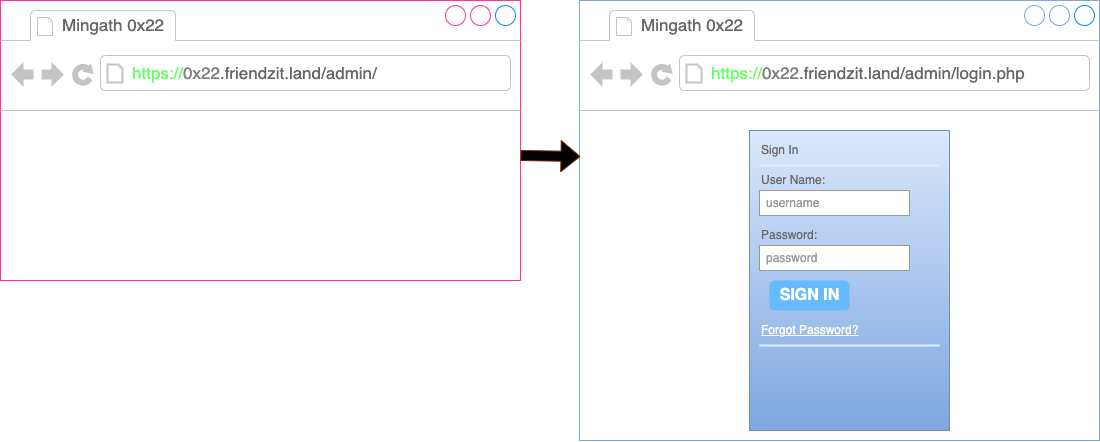 Mingath 0x22
https://0x22.friendzit.land/admin/
Mingath 0x22
https://0x22.friendzit.land/admin/login.php
Sign In
User Name:
username
Password:
password
SIGN IN
Forgot Password?